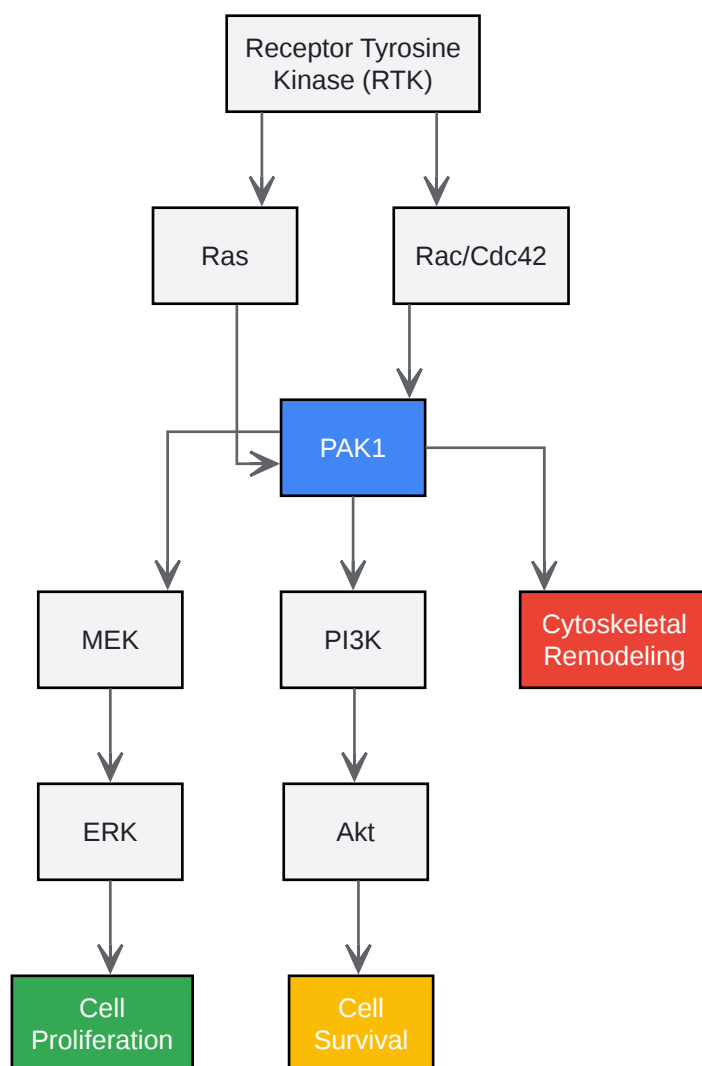 Receptor Tyrosine
Kinase (RTK)
Ras
Rac/Cdc42
PAK1
MEK
PI3K
Cytoskeletal
Remodeling
ERK
Akt
Cell
Proliferation
Cell
Survival